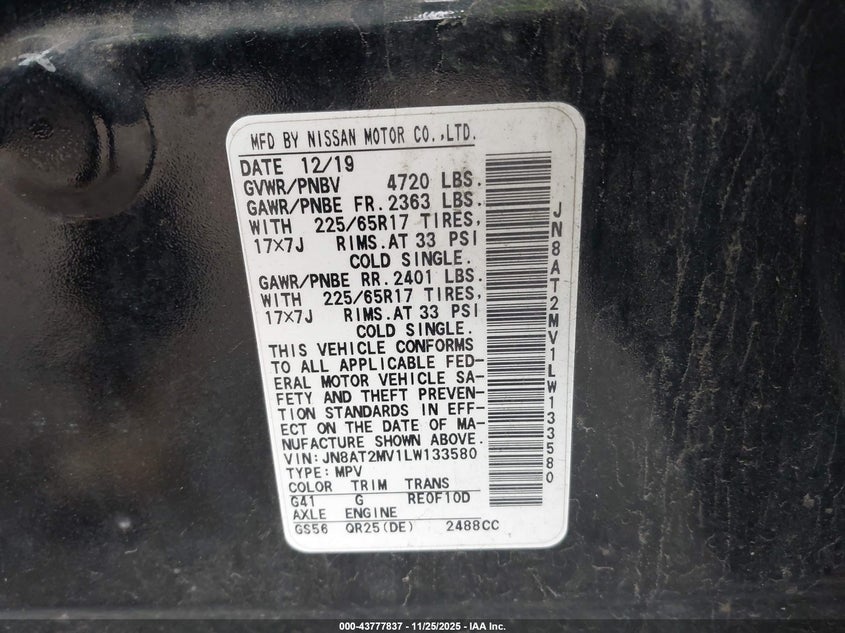 MFD BY NISSAN MOTOR CO.,LTD.
DATE 12/19
GVWR/PNBV 4720 LBS.
GAWR/PNBE FR.2363 LBS.
WITH 225/65R17 TIRES,
17×7J RIMS.AT 33 PSI
COLD SINGLE.
GAWR/PNBE RR.2401 LBS.
WITH 225/65R17 TIRES,
17×7J RIMS.AT 33 PSI
COLD SINGLE.
THIS VEHICLE CONFORMS
TO ALL APPLICABLE FED-
ERAL MOTOR VEHICLE SA-
FETY AND THEFT PREVEN-
TION STANDARDS IN EFF-
ECT ON THE DATE OF MA-
NUFACTURE SHOWN ABOVE.
VIN:JN8AT2MV1LW133580
TYPE:MPV
COLOR TRIM TRANS
G41 G RE0F10D
AXLE ENGINE
GS56 QR25(DE) 2488CC
JN8AT2MV1LW133580
000-43777837 - 11/25/2025 - IAA Inc.